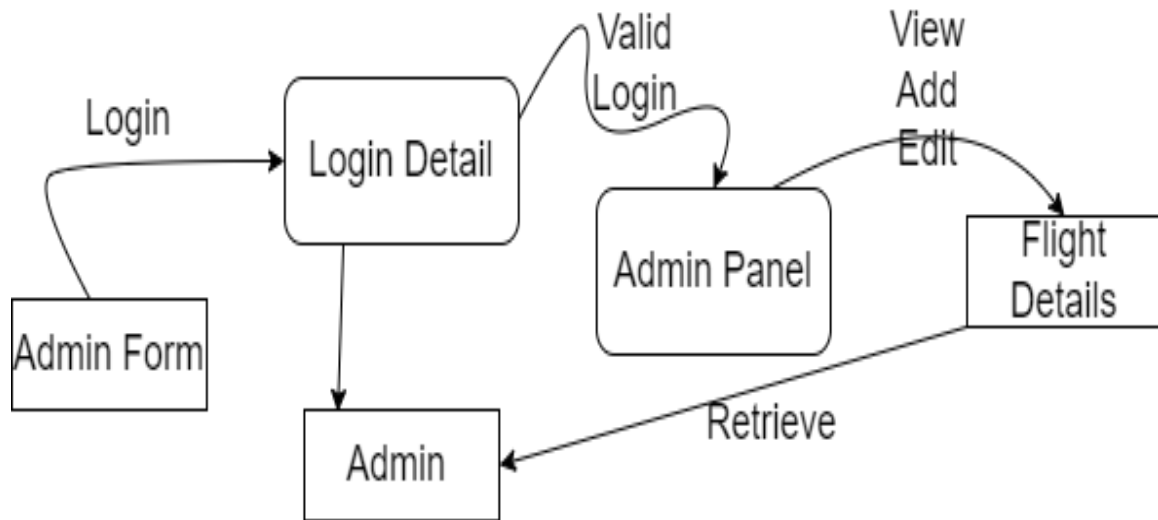 Login
Valid
Login
View
Add
Edit
Login Detail
Admin Panel
Flight
Details
Admin Form
Retrieve
Admin